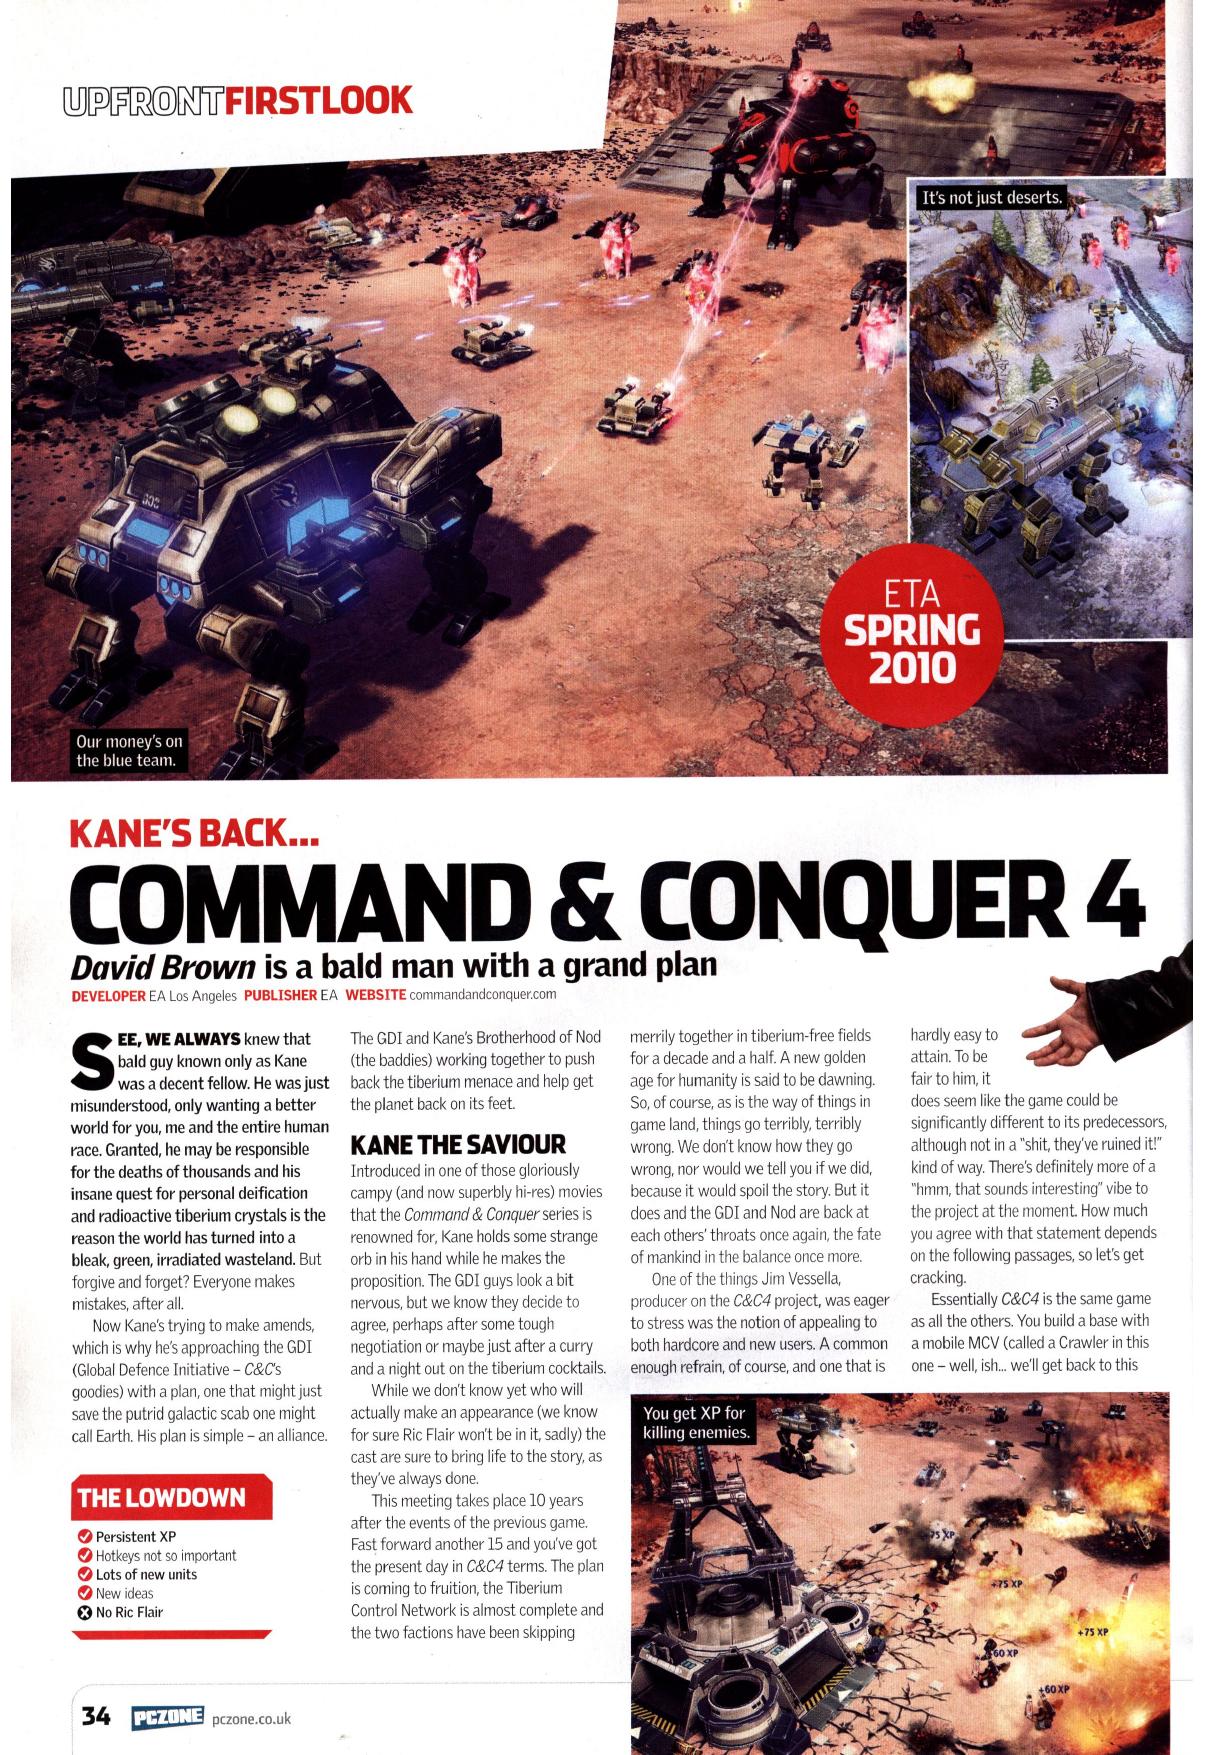 UPFRONTFIRSTLOOK
It's not just deserts.
ETA
SPRING
2010
Our money's on
the blue team.
KANE'S BACK...
COMMAND & CONQUER 4
David Brown is a bald man with a grand plan
DEVELOPER EA Los Angeles PUBLISHER EA WEBSITE commandandconquer.com
SEE, WE ALWAYS knew that
bald guy known only as Kane
was a decent fellow. He was just
misunderstood, only wanting a better
world for you, me and the entire human
race. Granted, he may be responsible
for the deaths of thousands and his
insane quest for personal deification
and radioactive tiberium crystals is the
reason the world has turned into a
bleak, green, irradiated wasteland. But
forgive and forget? Everyone makes
mistakes, after all.
Now Kane's trying to make amends,
which is why he's approaching the GDI
(Global Defence Initiative – C&C's
goodies) with a plan, one that might just
save the putrid galactic scab one might
call Earth. His plan is simple – an alliance.
THE LOWDOWN
Persistent XP
Hotkeys not so important
Lots of new units
New ideas
No Ric Flair
The GDI and Kane's Brotherhood of Nod
(the baddies) working together to push
back the tiberium menace and help get
the planet back on its feet.
KANE THE SAVIOUR
Introduced in one of those gloriously
campy (and now superbly hi-res) movies
that the Command & Conquer series is
renowned for, Kane holds some strange
orb in his hand while he makes the
proposition. The GDI guys look a bit
nervous, but we know they decide to
agree, perhaps after some tough
negotiation or maybe just after a curry
and a night out on the tiberium cocktails.
While we don't know yet who will
actually make an appearance (we know
for sure Ric Flair won't be in it, sadly) the
cast are sure to bring life to the story, as
they've always done.
This meeting takes place 10 years
after the events of the previous game.
Fast forward another 15 and you've got
the present day in C&C4 terms. The plan
is coming to fruition, the Tiberium
Control Network is almost complete and
the two factions have been skipping
merrily together in tiberium-free fields
for a decade and a half. A new golden
age for humanity is said to be dawning.
So, of course, as is the way of things in
game land, things go terribly, terribly
wrong. We don't know how they go
wrong, nor would we tell you if we did,
because it would spoil the story. But it
does and the GDI and Nod are back at
each others' throats once again, the fate
of mankind in the balance once more.
One of the things Jim Vessella,
producer on the C&C4 project, was eager
to stress was the notion of appealing to
both hardcore and new users. A common
enough refrain, of course, and one that is
hardly easy to
attain. To be
fair to him, it
does seem like the game could be
significantly different to its predecessors,
although not in a "shit, they've ruined it!"
kind of way. There's definitely more of a
"hmm, that sounds interesting" vibe to
the project at the moment. How much
you agree with that statement depends
on the following passages, so let's get
cracking.
Essentially C&C4 is the same game
as all the others. You build a base with
a mobile MCV (called a Crawler in this
one – well, ish... we'll get back to this
You get XP for
killing enemies.
75 XP
+75 XP
+75 XP
60 XP
+60 XP
34 PCZONE pczone.co.uk